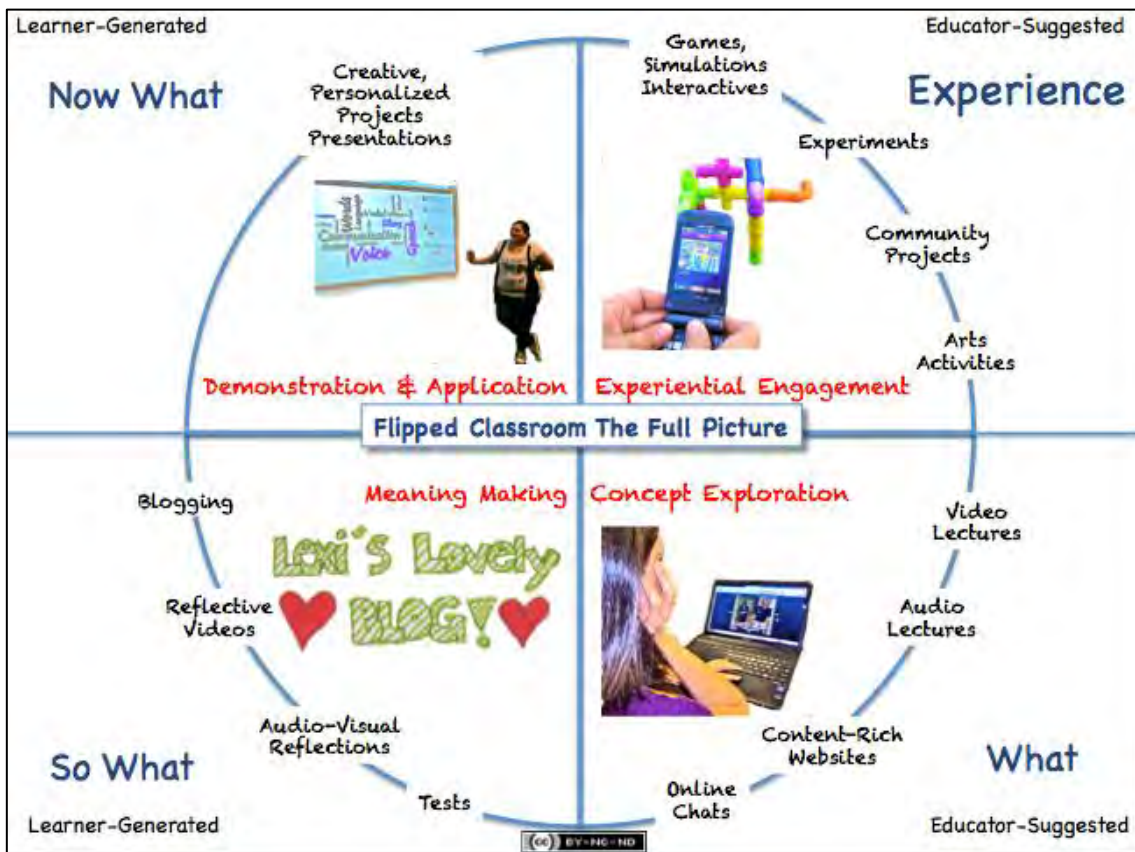 Learner-Generated
Now What
Creative,
Personalized
Projects
Presentations
Words
Voice
Demonstration & Application
Educator-Suggested
Experience
Games,
Simulations
Interactives
Experiments
Community
Projects
Arts
Activities
Experiential Engagement
Flipped Classroom The Full Picture
Meaning Making
Blogging
Lexi's Lovely
BLOG!
Reflective
Videos
Audio-Visual
Reflections
Tests
So What
Learner-Generated
Concept Exploration
Video
Lectures
Audio
Lectures
Content-Rich
Websites
Online
Chats
What
Educator-Suggested
cc BY-NC-ND